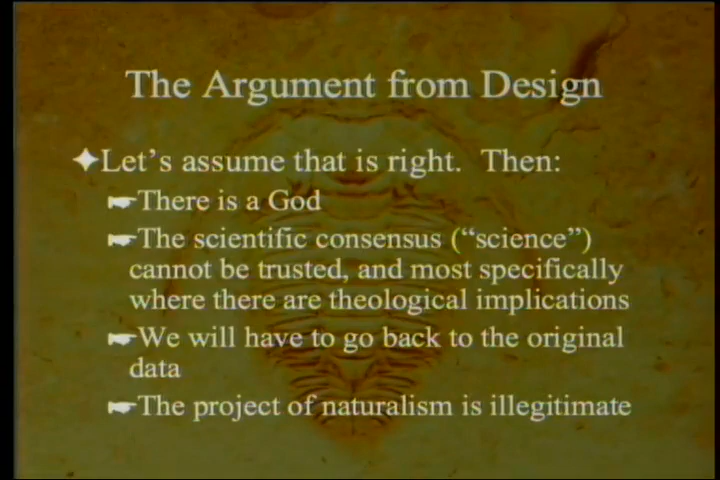 The Argument from Design
Let's assume that is right. Then:
There is a God
The scientific consensus ("science")
cannot be trusted, and most specifically
where there are theological implications
We will have to go back to the original
data
The project of naturalism is illegitimate